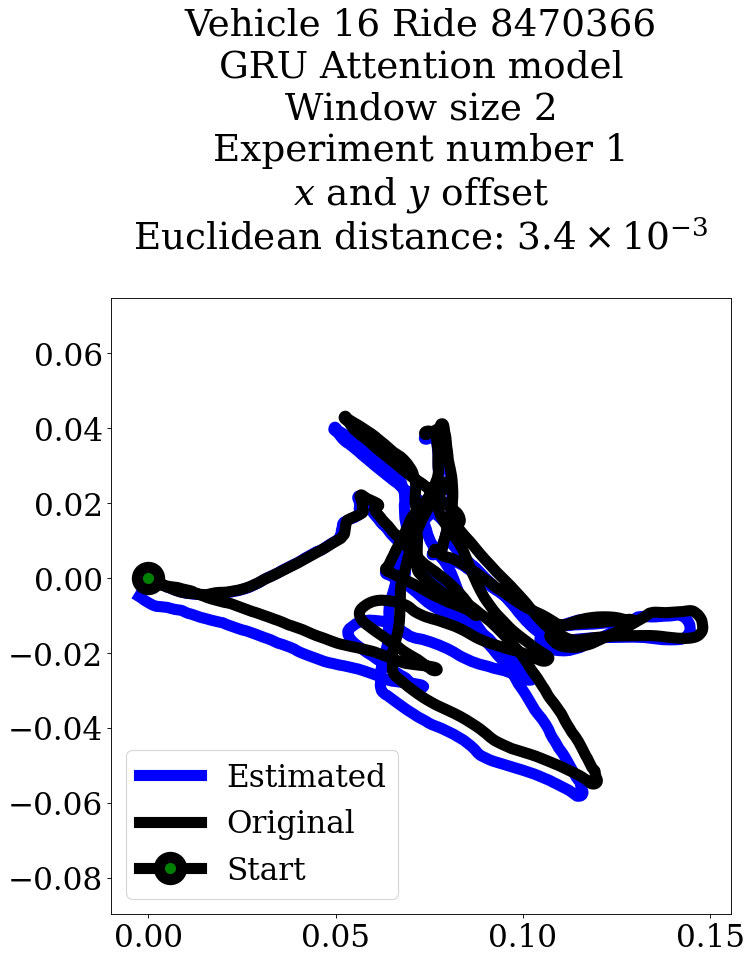 Vehicle 16 Ride 8470366
GRU Attention model
Window size 2
Experiment number 1
x and y offset
Euclidean distance: 3.4 × 10⁻³
0.06
0.04
0.02
0.00
−0.02
−0.04
−0.06
−0.08
Estimated
Original
Start
0.00 0.05 0.10 0.15